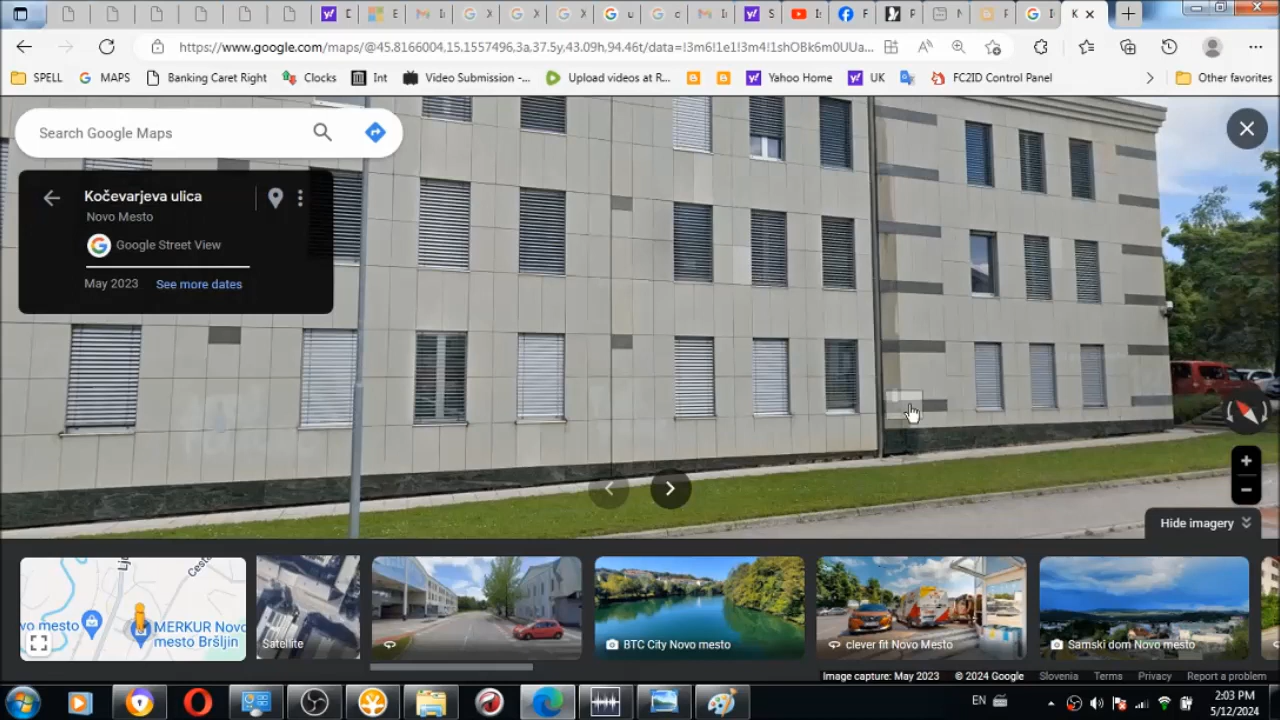 https://www.google.com/maps/@45.8166004,15.1557496,3a,37.5y,43.09h,94.46t/data=!3m6!1e1!3m4!1shOBk6m0UUa...
SPELL
MAPS
Banking Caret Right
Clocks
Int
Video Submission -...
Upload videos at R...
Yahoo Home
UK
FC2ID Control Panel
Other favorites
Search Google Maps
Kočevarjeva ulica
Novo Mesto
Google Street View
May 2023
See more dates
Hide imagery
Satellite
MERKUR Novo
mesto Bršljin
BTC City Novo mesto
clever fit Novo Mesto
Samski dom Novo mesto
Image capture: May 2023
© 2024 Google
Slovenia
Terms
Privacy
Report a problem
EN
2:03 PM
5/12/2024